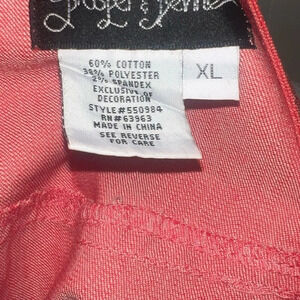 XL
60% COTTON
38% POLYESTER
2% SPANDEX
EXCLUSIVE OF
DECORATION
STYLE#550984
RN#63963
MADE IN CHINA
SEE REVERSE
FOR CARE